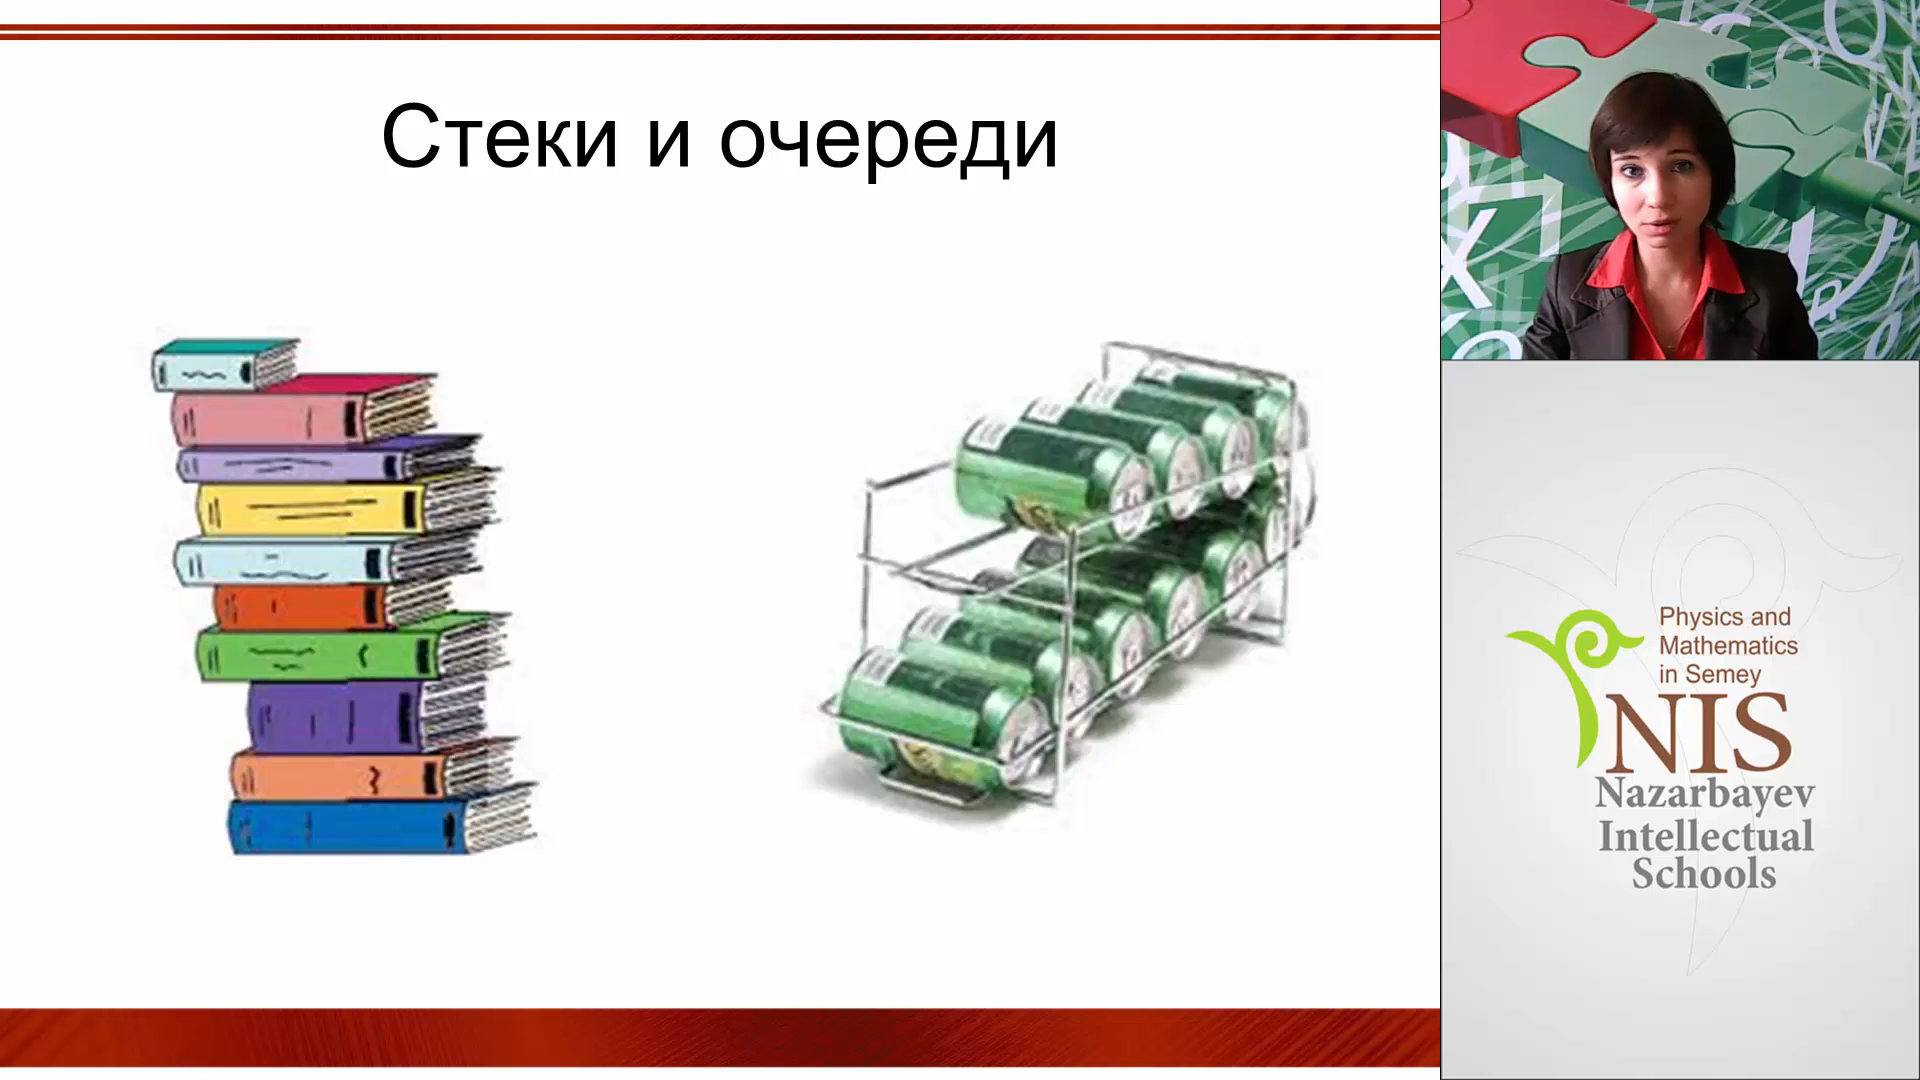 Стеки и очереди
Physics and
Mathematics
in Semey
NIS
Nazarbayev
Intellectual
Schools